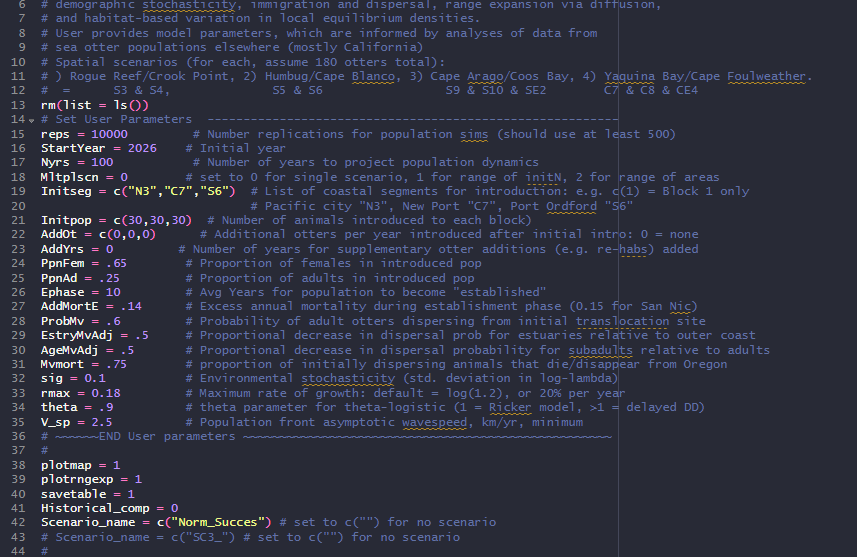 6 # demographic stochasticity, immigration and dispersal, range expansion via diffusion,
7 # and habitat-based variation in local equilibrium densities.
8 # User provides model parameters, which are informed by analyses of data from
9 # sea otter populations elsewhere (mostly California)
10 # Spatial scenarios (for each, assume 180 otters total):
11 # ) Rogue Reef/Crook Point, 2) Humbug/Cape Blanco, 3) Cape Arago/Coos Bay, 4) Yaquina Bay/Cape Foulweather.
12 #  =      S3 & S4,               S5 & S6                  S9 & S10 & SE2        C7 & C8 & CE4
13 rm(list = ls())
14 # Set User Parameters  ---------------------------------------------------------
15 reps = 10000         # Number replications for population sims (should use at least 500)
16 StartYear = 2026    # Initial year
17 Nyrs = 100           # Number of years to project population dynamics
18 Mltplscn = 0        # set to 0 for single scenario, 1 for range of initN, 2 for range of areas
19 Initseg = c("N3","C7","S6")  # List of coastal segments for introduction: e.g. c(1) = Block 1 only
20                              # Pacific city "N3", New Port "C7", Port Ordford "S6"
21 Initpop = c(30,30,30)  # Number of animals introduced to each block)
22 AddOt = c(0,0,0)      # Additional otters per year introduced after initial intro: 0 = none
23 AddYrs = 0         # Number of years for supplementary otter additions (e.g. re-habs) added
24 PpnFem = .65        # Proportion of females in introduced pop
25 PpnAd = .25         # Proportion of adults in introduced pop
26 Ephase = 10         # Avg Years for population to become "established"
27 AddMortE = .14      # Excess annual mortality during establishment phase (0.15 for San Nic)
28 ProbMv = .6         # Probability of adult otters dispersing from initial translocation site
29 EstryMvAdj = .5     # Proportional decrease in dispersal prob for estuaries relative to outer coast
30 AgeMvAdj = .5       # Proportional decrease in dispersal probability for subadults relative to adults
31 Mvmort = .75        # proportion of initially dispersing animals that die/disappear from Oregon
32 sig = 0.1           # Environmental stochasticity (std. deviation in log-lambda)
33 rmax = 0.18         # Maximum rate of growth: default = log(1.2), or 20% per year
34 theta = .9          # theta parameter for theta-logistic (1 = Ricker model, >1 = delayed DD)
35 V_sp = 2.5          # Population front asymptotic wavespeed, km/yr, minimum
36 # ~~~~~~END User parameters ~~~~~~~~~~~~~~~~~~~~~~~~~~~~~~~~~~~~~~~~~~~~~~~~~~~
37 #
38 plotmap = 1
39 plotrngexp = 1
40 savetable = 1
41 Historical_comp = 0
42 Scenario_name = c("Norm_Succes") # set to c("") for no scenario
43 # Scenario_name = c("SC3_") # set to c("") for no scenario
44 #